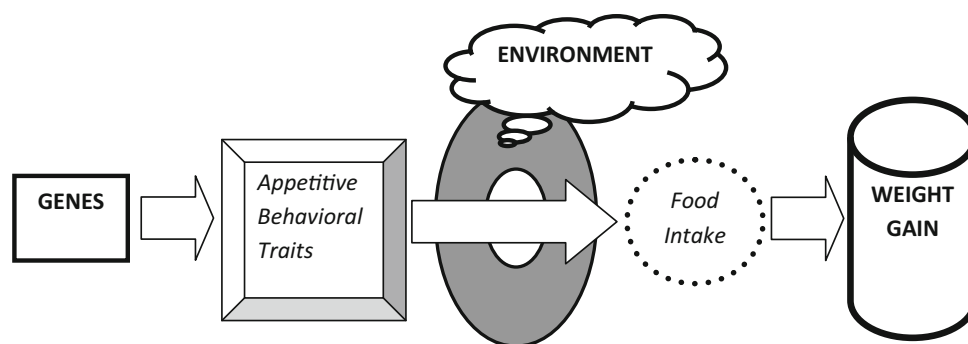 ENVIRONMENT
GENES
Appetitive
Behavioral
Traits
Food
Intake
WEIGHT
GAIN